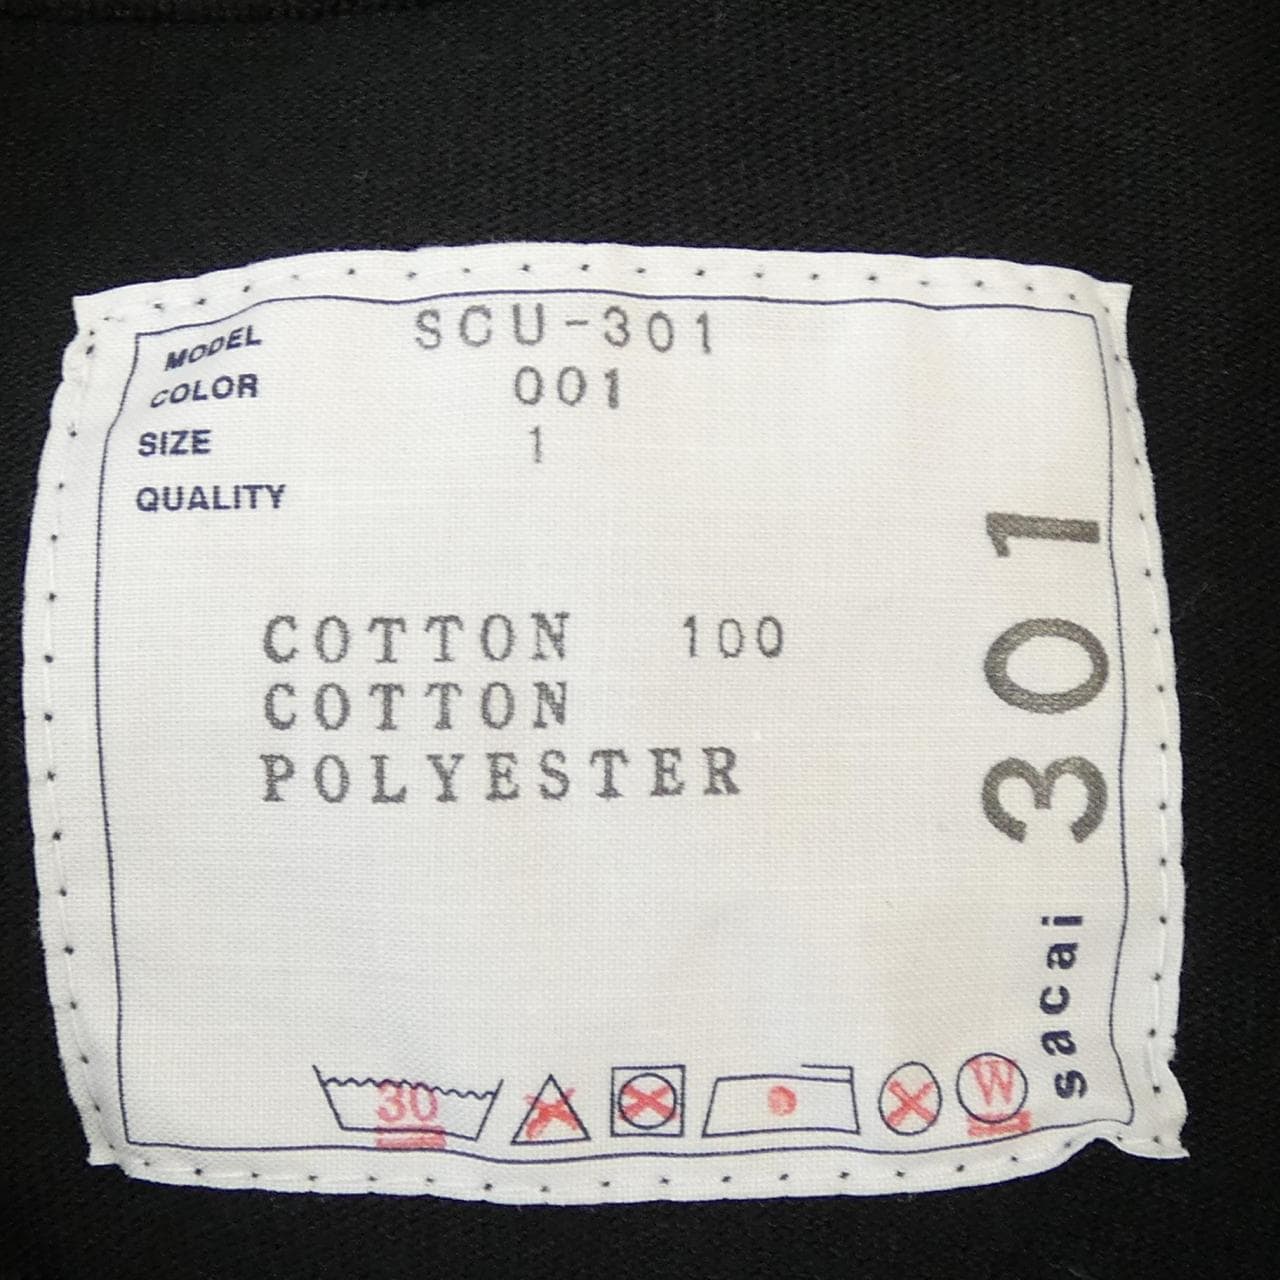 MODEL SCU-301
COLOR 001
SIZE 1
QUALITY
COTTON 100
COTTON
POLYESTER
30
W
sacai 301